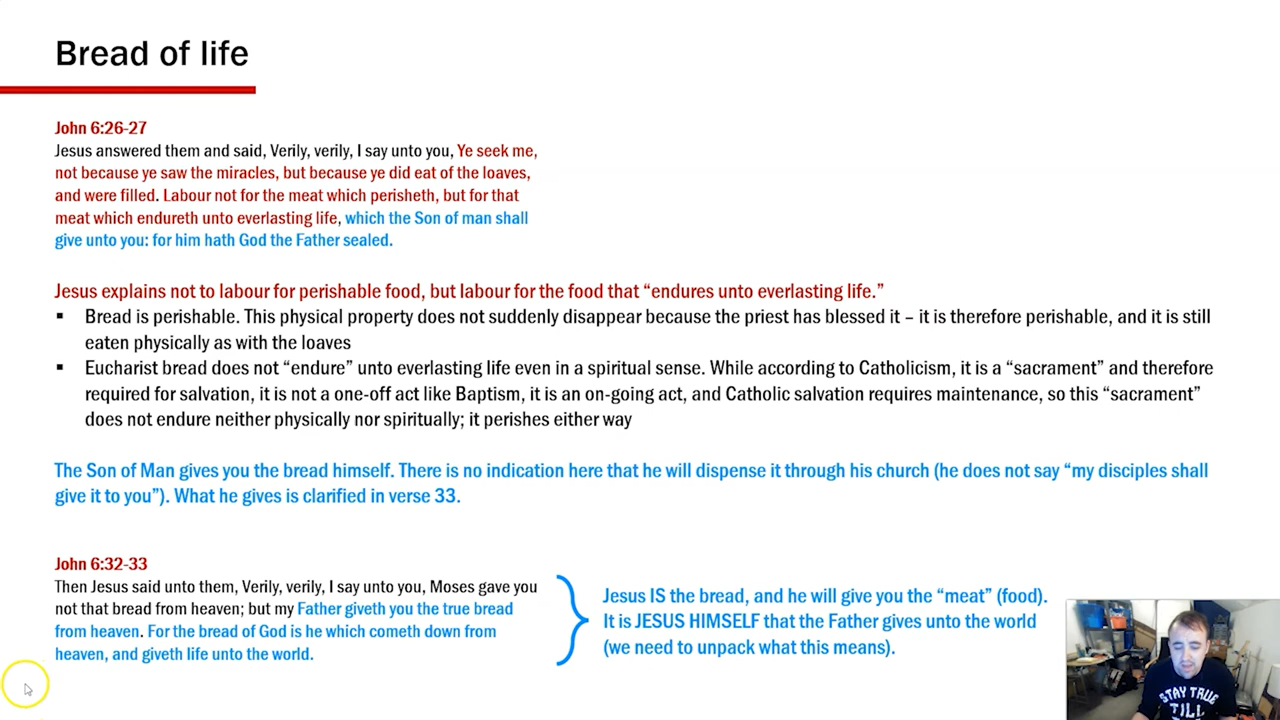 Bread of life
John 6:26-27
Jesus answered them and said, Verily, verily, I say unto you, Ye seek me,
not because ye saw the miracles, but because ye did eat of the loaves,
and were filled. Labour not for the meat which perisheth, but for that
meat which endureth unto everlasting life, which the Son of man shall
give unto you: for him hath God the Father sealed.
Jesus explains not to labour for perishable food, but labour for the food that “endures unto everlasting life.”
▪ Bread is perishable. This physical property does not suddenly disappear because the priest has blessed it – it is therefore perishable, and it is still
eaten physically as with the loaves
▪ Eucharist bread does not “endure” unto everlasting life even in a spiritual sense. While according to Catholicism, it is a “sacrament” and therefore
required for salvation, it is not a one-off act like Baptism, it is an on-going act, and Catholic salvation requires maintenance, so this “sacrament”
does not endure neither physically nor spiritually; it perishes either way
The Son of Man gives you the bread himself. There is no indication here that he will dispense it through his church (he does not say “my disciples shall
give it to you”). What he gives is clarified in verse 33.
John 6:32-33
Then Jesus said unto them, Verily, verily, I say unto you, Moses gave you
not that bread from heaven; but my Father giveth you the true bread
from heaven. For the bread of God is he which cometh down from
heaven, and giveth life unto the world.
Jesus IS the bread, and he will give you the “meat” (food).
It is JESUS HIMSELF that the Father gives unto the world
(we need to unpack what this means).
STAY TRUE
TILL